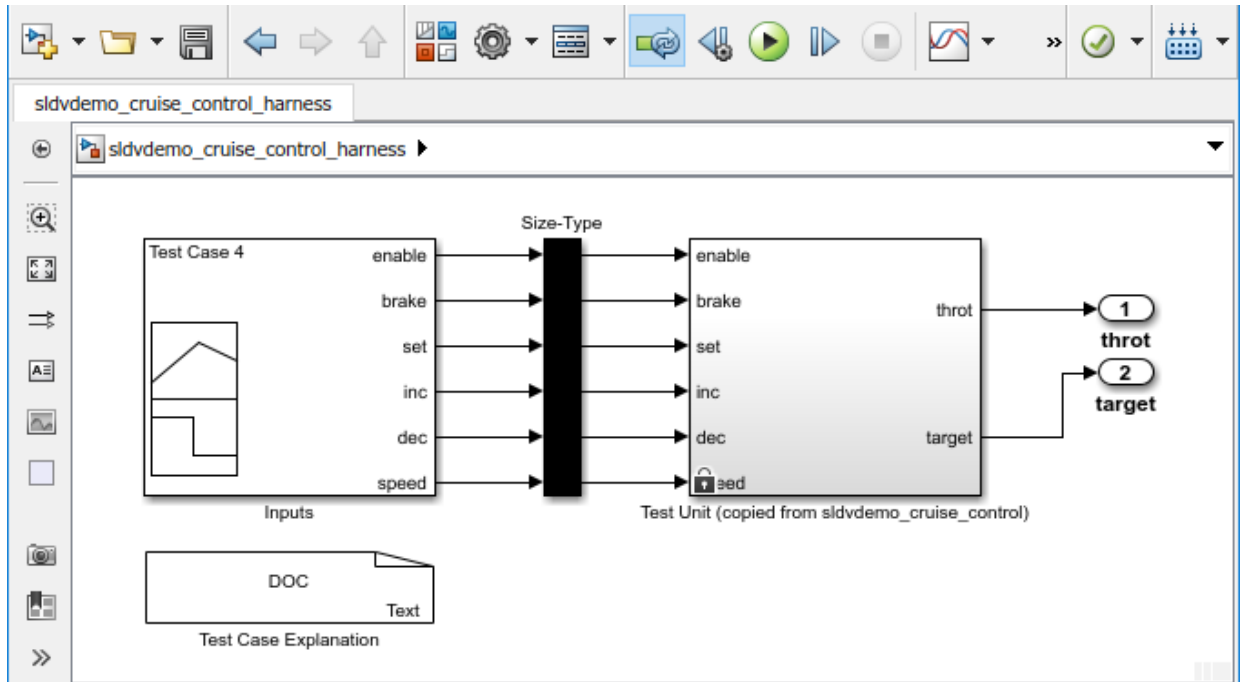 sldvdemo_cruise_control_harness
sldvdemo_cruise_control_harness
Size-Type
Test Case 4
enable
brake
set
inc
dec
speed
Inputs
enable
brake
set
inc
dec
eed
throt
target
Test Unit (copied from sldvdemo_cruise_control)
1
throt
2
target
DOC
Text
Test Case Explanation